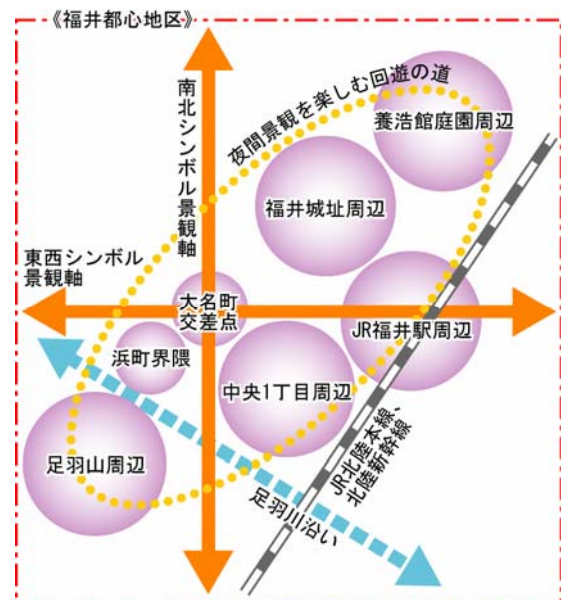 《福井都心地区》
南北シンボル景観軸
夜間景観を楽しむ回遊の道
養浩館庭園周辺
福井城址周辺
東西シンボル
景観軸
大名町
交差点
JR福井駅周辺
浜町界隈
中央1丁目周辺
足羽山周辺
JR北陸本線、
北陸新幹線
足羽川沿い